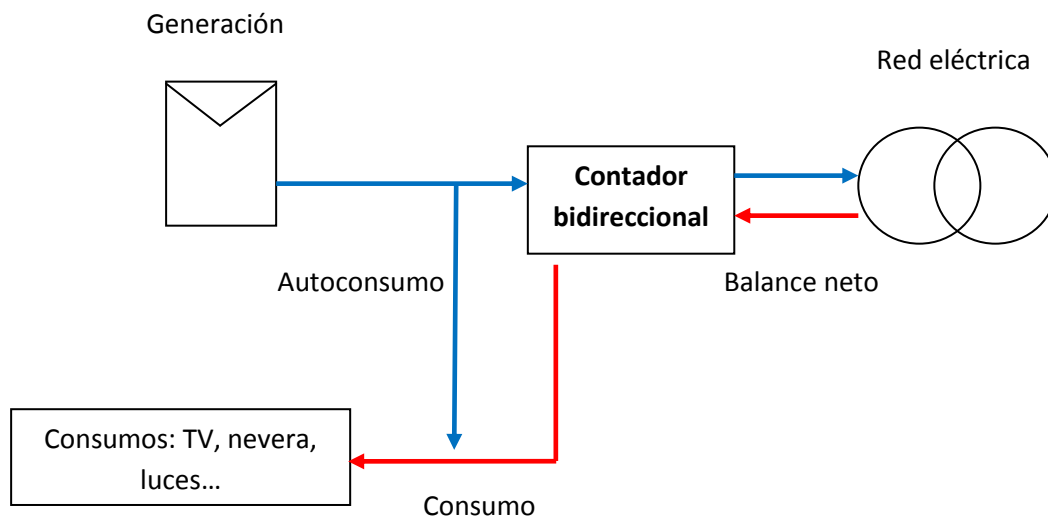 Generación
Red eléctrica
Contador
bidireccional
Autoconsumo
Balance neto
Consumos: TV, nevera,
luces…
Consumo